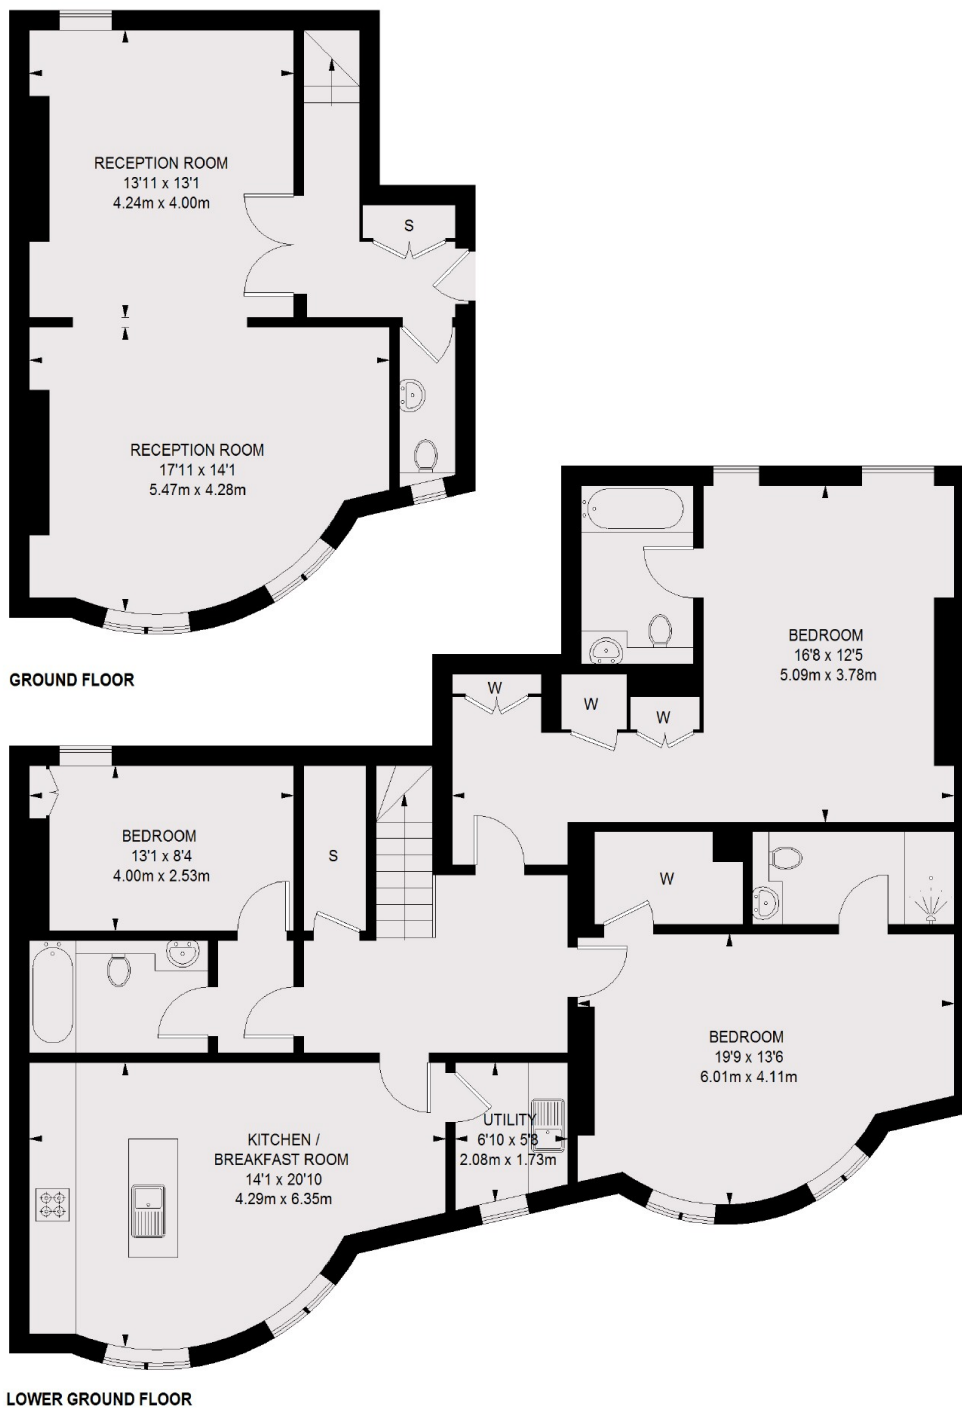 RECEPTION ROOM
13'11 x 13'1
4.24m x 4.00m
S
RECEPTION ROOM
17'11 x 14'1
5.47m x 4.28m
GROUND FLOOR
BEDROOM
16'8 x 12'5
5.09m x 3.78m
W
W
W
BEDROOM
13'1 x 8'4
4.00m x 2.53m
S
W
BEDROOM
19'9 x 13'6
6.01m x 4.11m
KITCHEN /
BREAKFAST ROOM
14'1 x 20'10
4.29m x 6.35m
UTILITY
6'10 x 5'8
2.08m x 1.73m
LOWER GROUND FLOOR